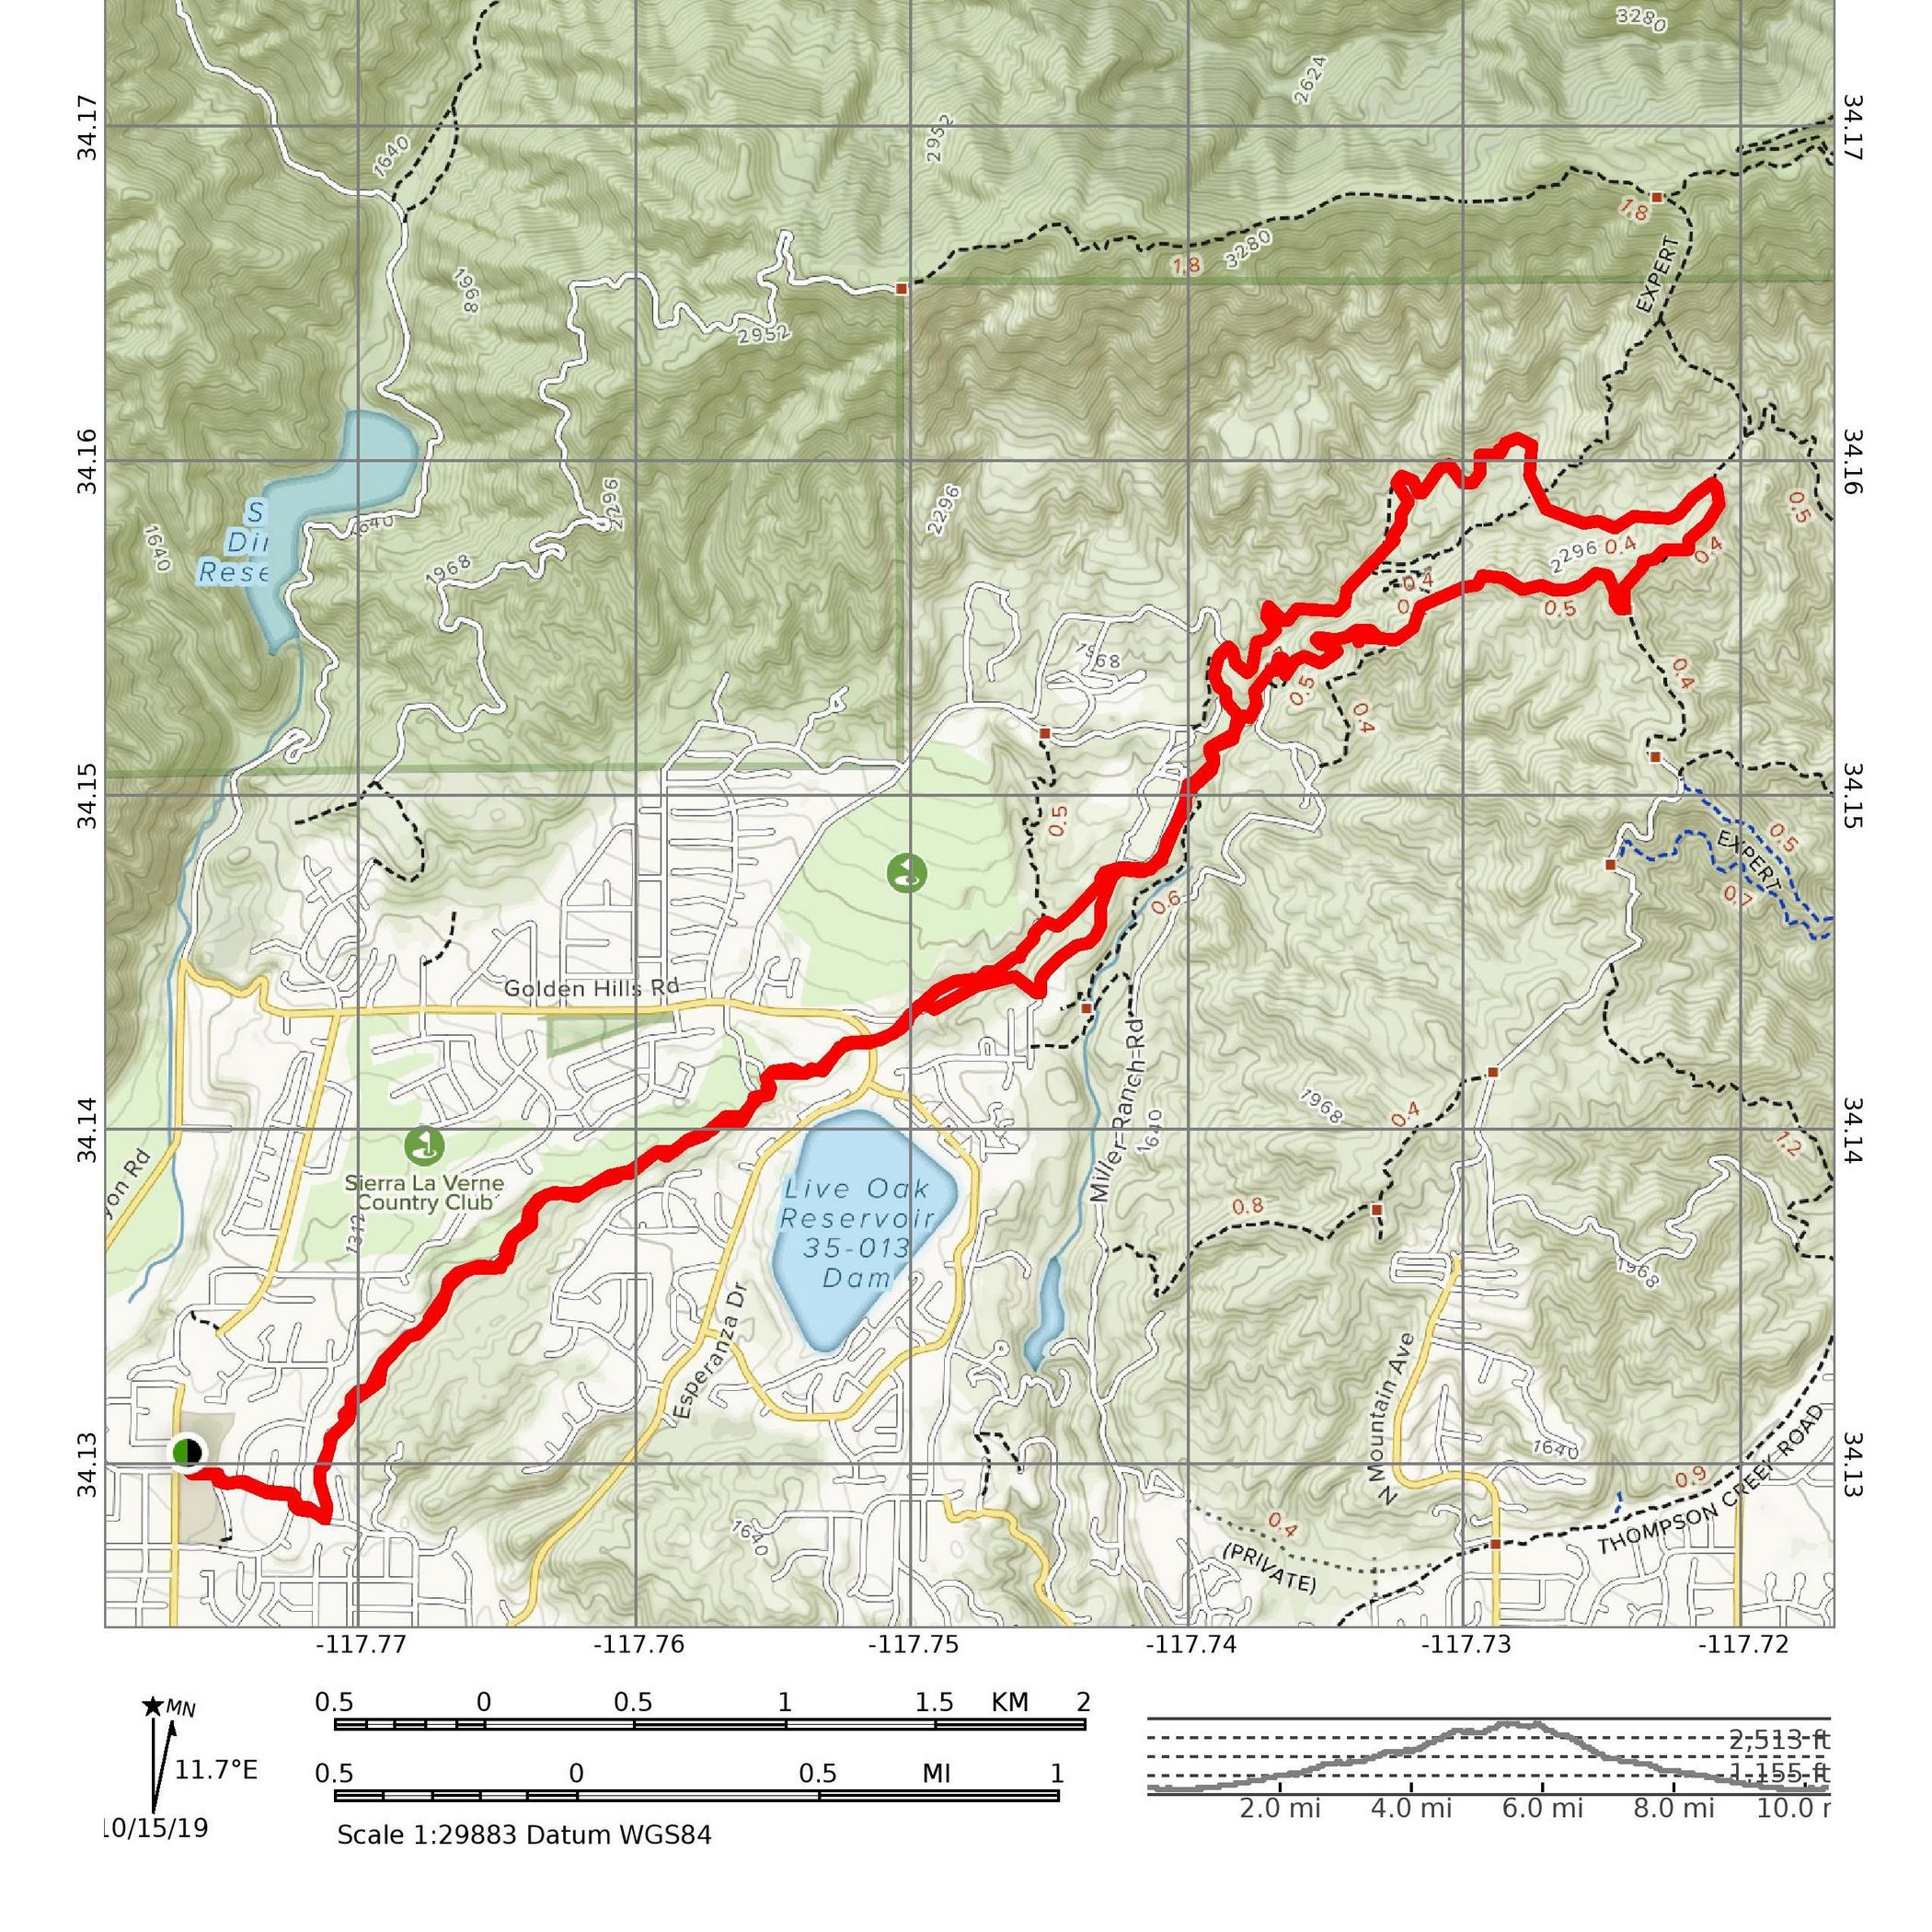 3280
2624
34.17
34.17
2952
1640
1.8
EXPERT
3280
1.8
1968
2952
34.16
34.16
S
Dir
Rese
1640
1640
2296
2296
0.5
1968
2296
0.4
0.4
0.4
0.5
1968
0.5
0.4
0.4
34.15
34.15
0.5
0.5
EXPERT
0.7
0.6
Golden Hills Rd
Miller Ranch Rd
1640
1968
0.4
34.14
34.14
1.2
yon Rd
Sierra La Verne
Country Club
1312
Live Oak
Reservoir
35-013
Dam
0.8
1968
Esperanza Dr
N Mountain Ave
34.13
34.13
1640
0.9
THOMPSON CREEK ROAD
1640
0.4
(PRIVATE)
-117.77
-117.76
-117.75
-117.74
-117.73
-117.72
MN
11.7°E
10/15/19
0.5 0 0.5 1 1.5 KM 2
0.5 0 0.5 MI 1
Scale 1:29883 Datum WGS84
2,513 ft
1,155 ft
2.0 mi 4.0 mi 6.0 mi 8.0 mi 10.0 r